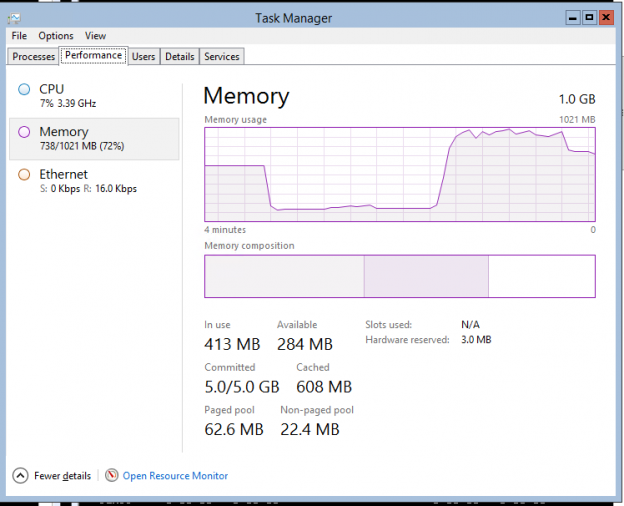 Task Manager
File Options View
Processes Performance Users Details Services
CPU
7% 3.39 GHz
Memory
738/1021 MB (72%)
Ethernet
S: 0 Kbps R: 16.0 Kbps
Memory 1.0 GB
Memory usage 1021 MB
4 minutes 0
Memory composition
In use Available Slots used: N/A
413 MB 284 MB Hardware reserved: 3.0 MB
Committed Cached
5.0/5.0 GB 608 MB
Paged pool Non-paged pool
62.6 MB 22.4 MB
Fewer details Open Resource Monitor